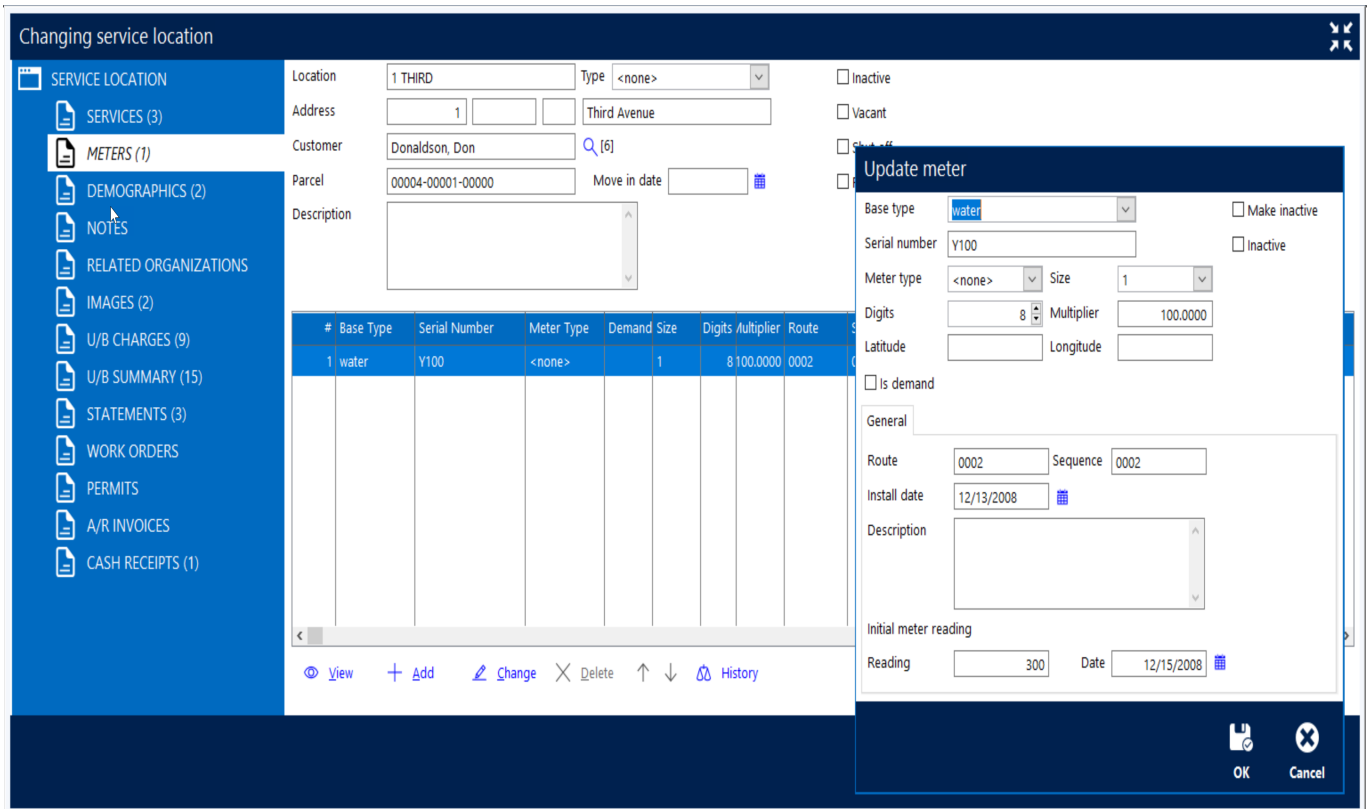 Changing service location
SERVICE LOCATION
SERVICES (3)
METERS (1)
DEMOGRAPHICS (2)
NOTES
RELATED ORGANIZATIONS
IMAGES (2)
U/B CHARGES (9)
U/B SUMMARY (15)
STATEMENTS (3)
WORK ORDERS
PERMITS
A/R INVOICES
CASH RECEIPTS (1)
Location 1 THIRD Type <none> Inactive
Address 1 Third Avenue Vacant
Customer Donaldson, Don [6]
Parcel 00004-00001-00000 Move in date
Description
# Base Type Serial Number Meter Type Demand Size Digits Multiplier Route
1 water Y100 <none> 1 8 100.0000 0002
View Add Change Delete History
Update meter
Base type water Make inactive
Serial number Y100 Inactive
Meter type <none> Size 1
Digits 8 Multiplier 100.0000
Latitude Longitude
Is demand
General
Route 0002 Sequence 0002
Install date 12/13/2008
Description
Initial meter reading
Reading 300 Date 12/15/2008
OK Cancel